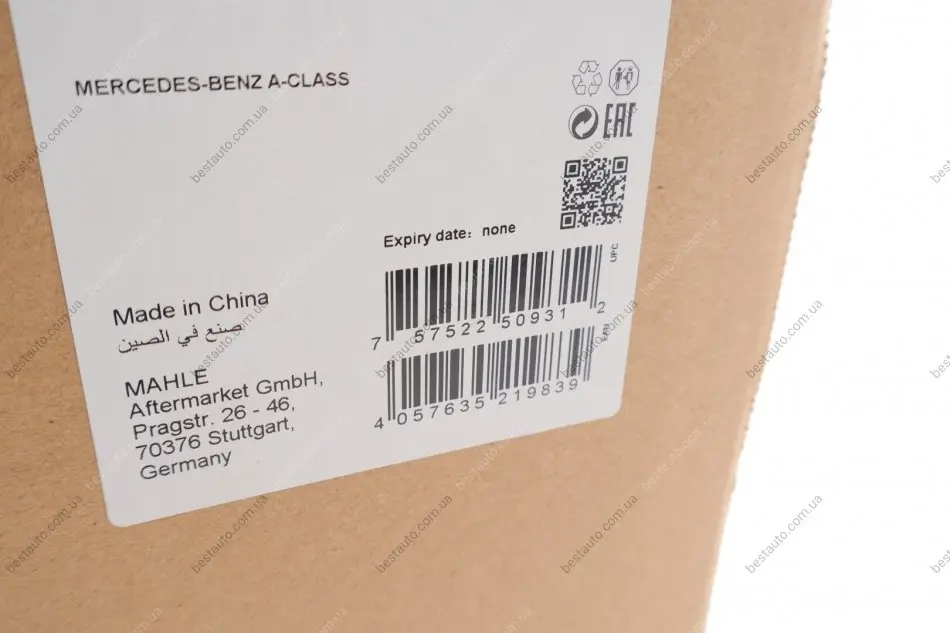 MERCEDES-BENZ A-CLASS
EAC
Expiry date: none
UPC
7 57522 50931 2
EAN
4 057635 219839
Made in China
صنع في الصين
MAHLE
Aftermarket GmbH,
Pragstr. 26 - 46,
70376 Stuttgart,
Germany
bestauto.com.ua